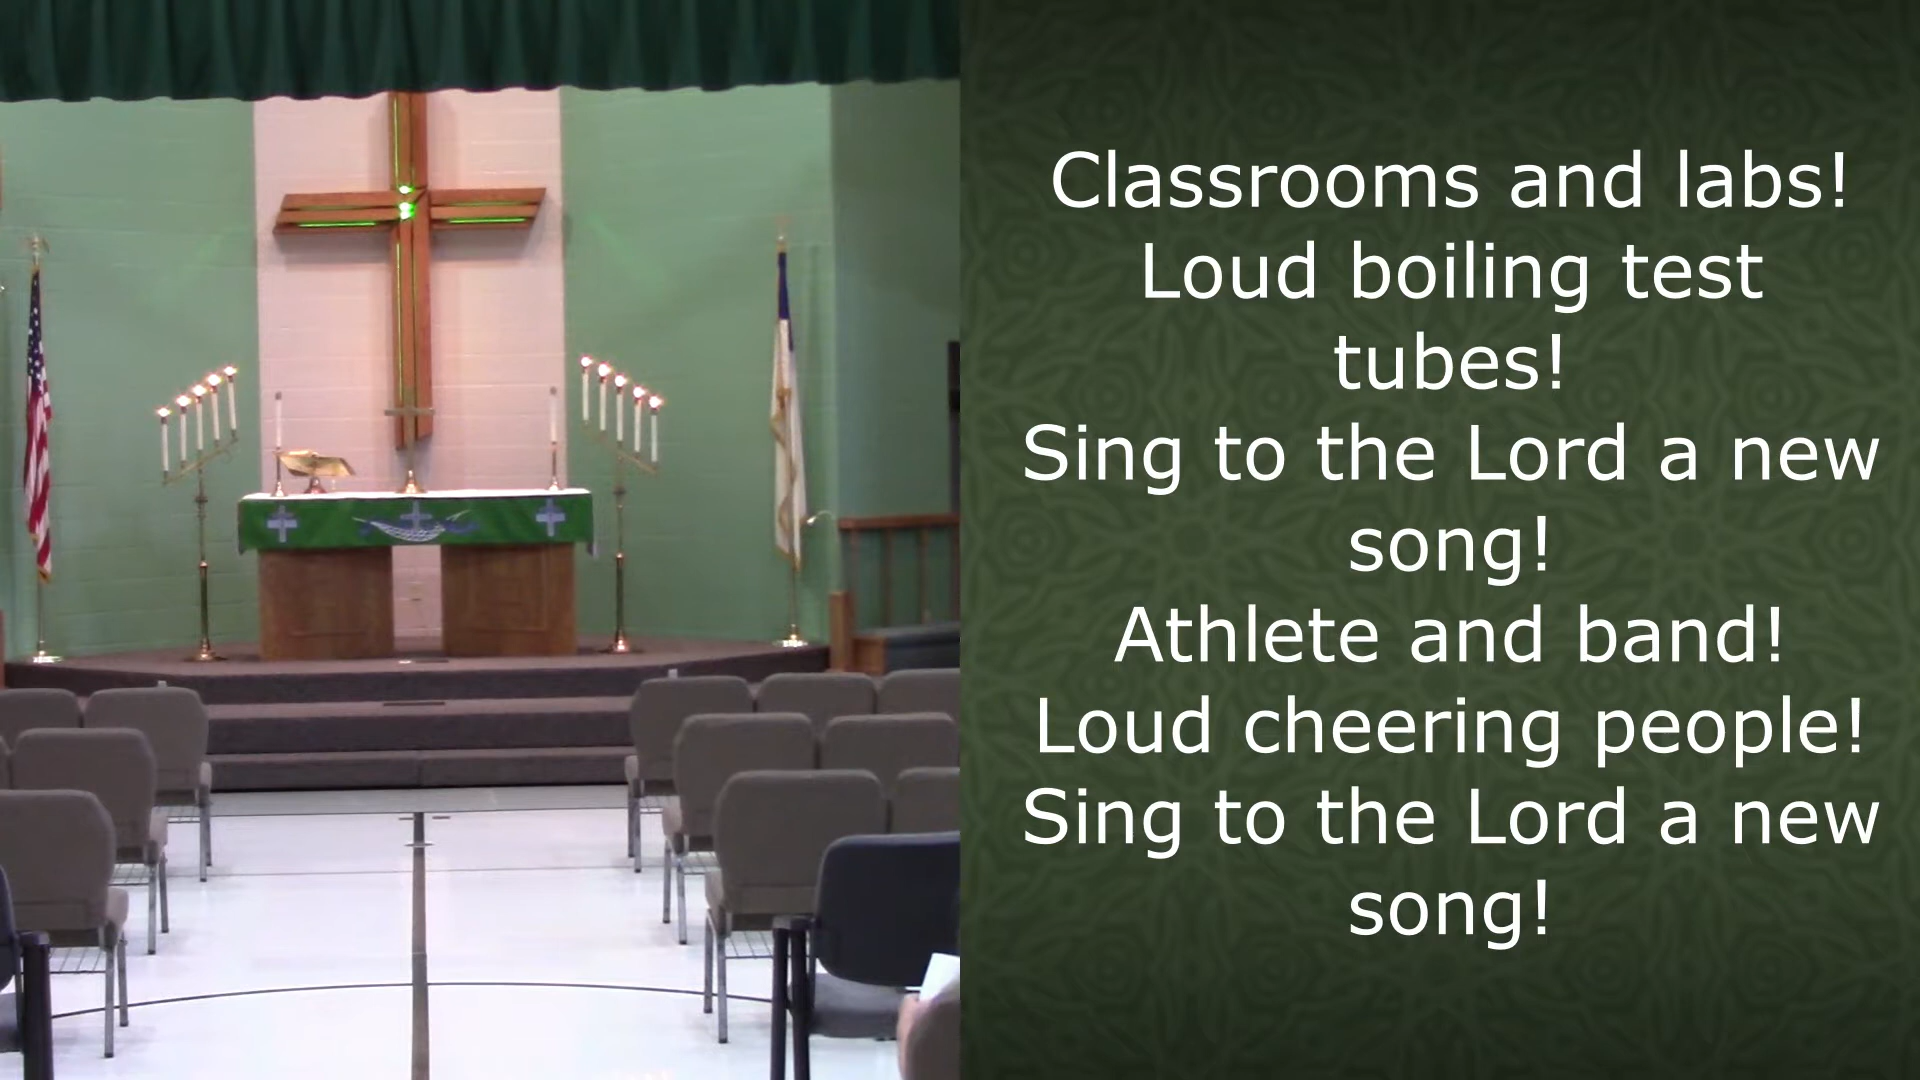 Classrooms and labs!
Loud boiling test
tubes!
Sing to the Lord a new
song!
Athlete and band!
Loud cheering people!
Sing to the Lord a new
song!